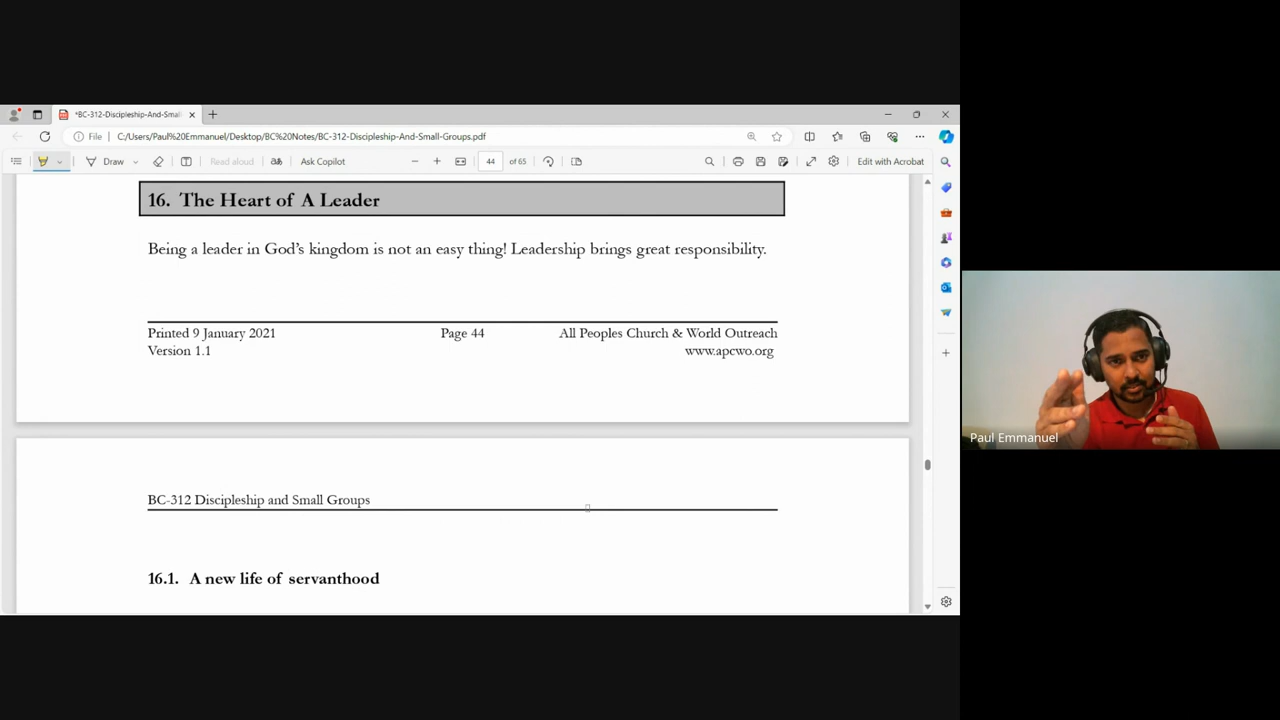 *BC-312-Discipleship-And-Small-
File
C:/Users/Paul%20Emmanuel/Desktop/BC%20Notes/BC-312-Discipleship-And-Small-Groups.pdf
Draw
Read aloud
Ask Copilot
44
of 65
Edit with Acrobat
16. The Heart of A Leader
Being a leader in God's kingdom is not an easy thing! Leadership brings great responsibility.
Printed 9 January 2021 Page 44 All Peoples Church & World Outreach
Version 1.1 www.apcwo.org
BC-312 Discipleship and Small Groups
16.1. A new life of servanthood
Paul Emmanuel